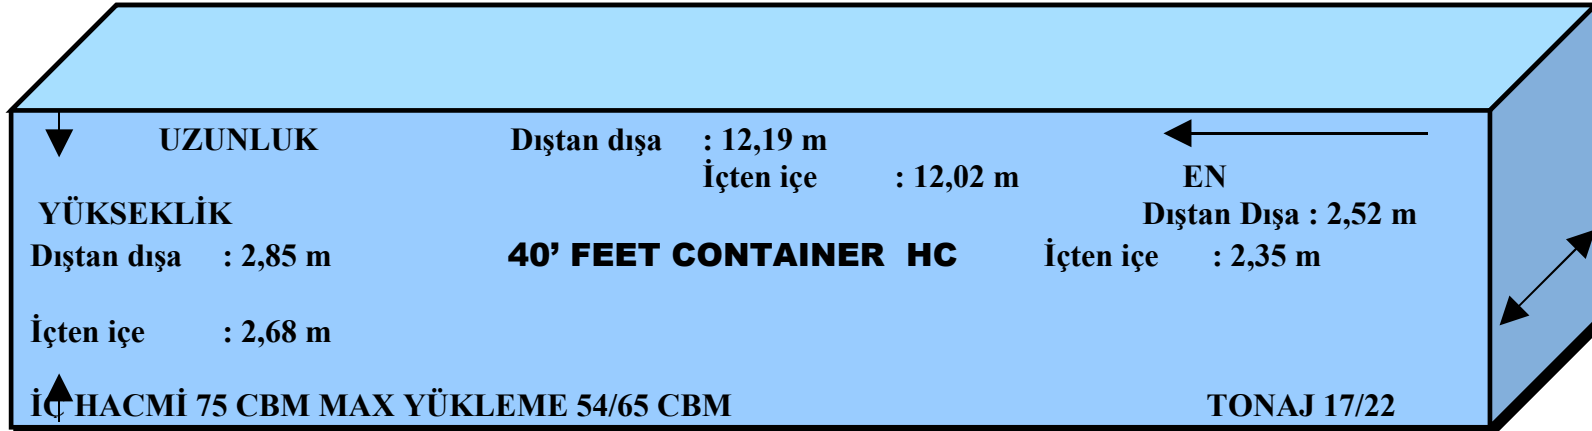 UZUNLUK Dıştan dışa : 12,19 m
İçten içe : 12,02 m EN
YÜKSEKLİK Dıştan Dışa : 2,52 m
Dıştan dışa : 2,85 m 40’ FEET CONTAINER HC İçten içe : 2,35 m
İçten içe : 2,68 m
İÇ HACMİ 75 CBM MAX YÜKLEME 54/65 CBM TONAJ 17/22